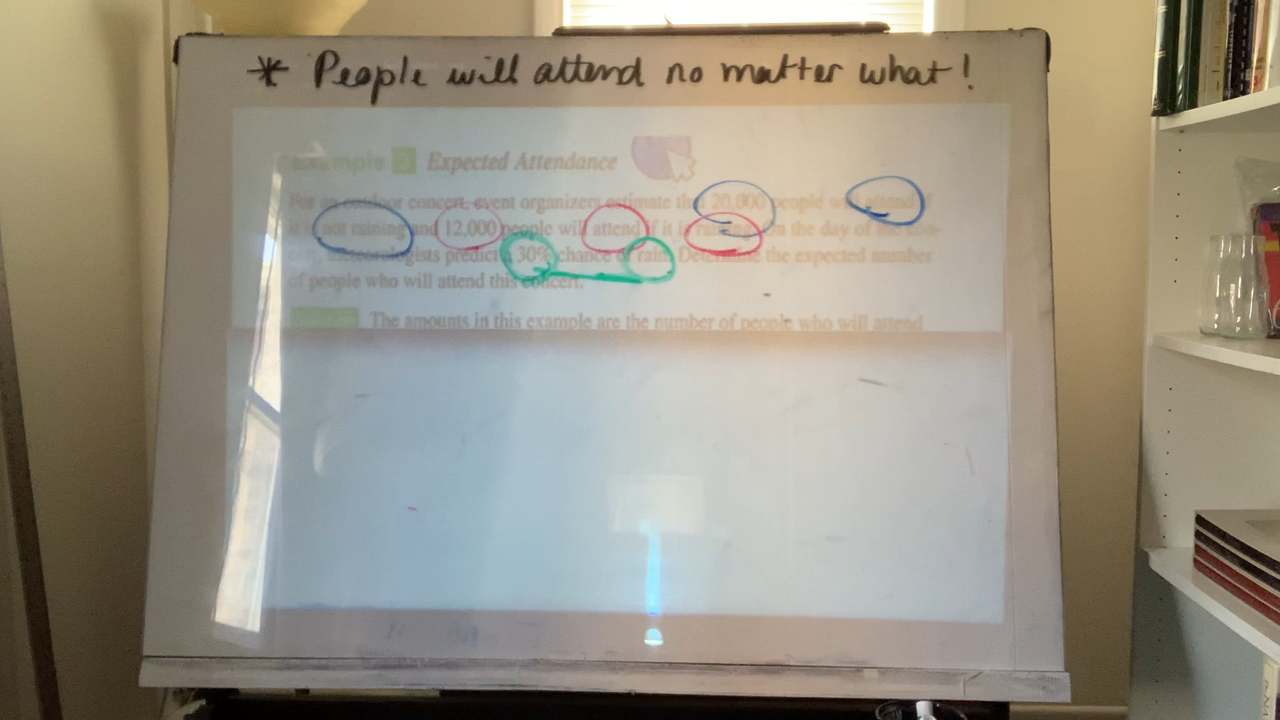 * People will attend no matter what!
Example 3 Expected Attendance
For an outdoor concert, event organizers estimate that 20,000 people will attend if
it is not raining and 12,000 people will attend if it is raining. On the day of the con-
cert, meteorologists predict a 30% chance of rain. Determine the expected number
of people who will attend this concert.
The amounts in this example are the number of people who will attend